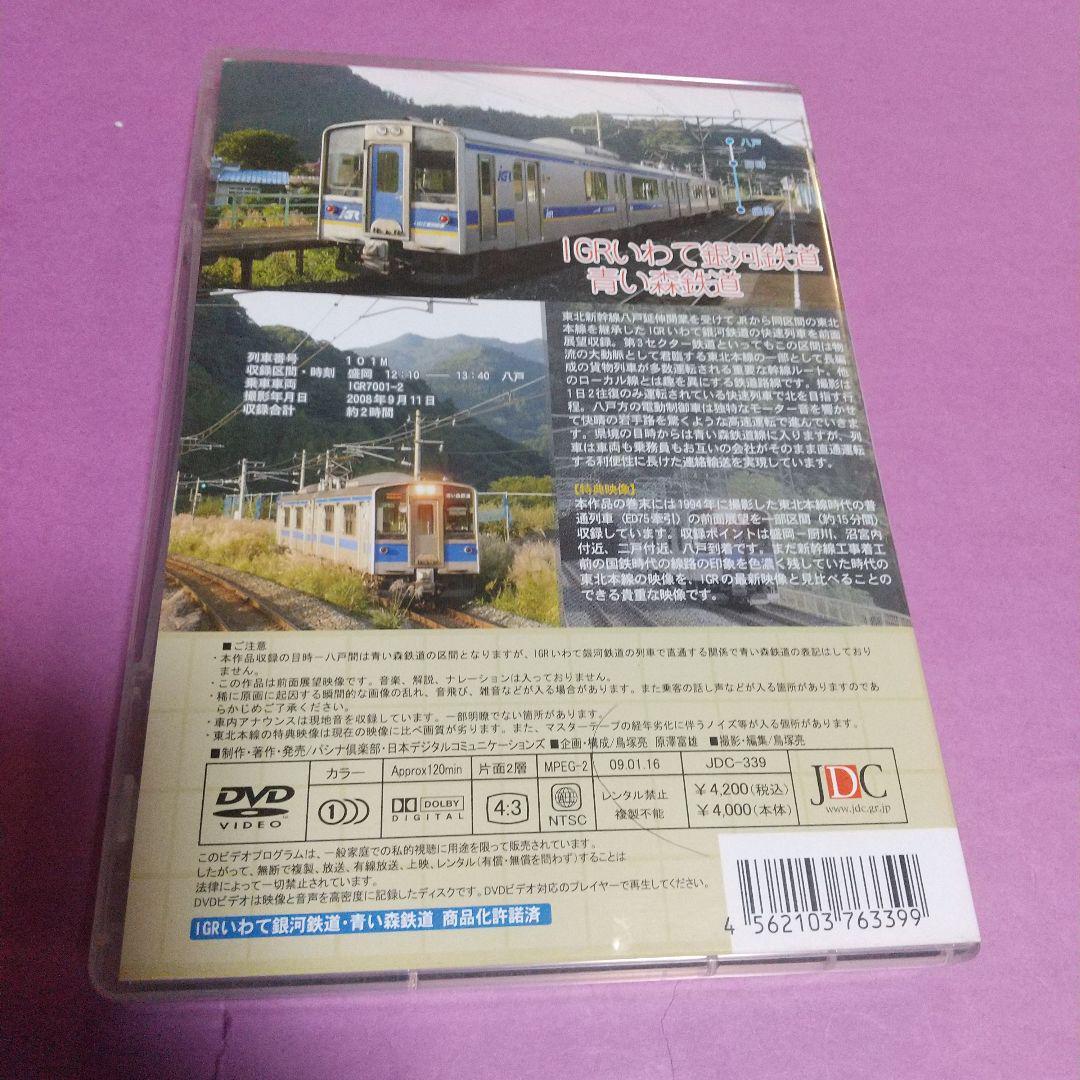 八戸
盛岡
IGR
IGR
IGRいわて銀河鉄道
青い森鉄道
東北新幹線八戸延伸開業を受けてJRから同区間の東北
本線を継承したIGRいわて銀河鉄道の快速列車を前面
展望収録。第3セクター鉄道といってもこの区間は物
流の大動脈として君臨する東北本線の一部として長編
成の貨物列車が多数運転される重要な幹線ルート。他
のローカル線とは趣を異にする鉄道路線です。撮影は
1日2往復のみ運転されている快速列車で北を目指す行
程。八戸方の電動制御車は独特なモーター音を響かせ
て快晴の岩手路を驚くような高速運転で進んでいきま
す。県境の目時からは青い森鉄道線に入りますが、列
車は車両も乗務員もお互いの会社がそのまま直通運転
する利便性に長けた連絡輸送を実現しています。
列車番号 101M
収録区間・時刻 盛岡 12:10 ── 13:40 八戸
乗車車両 IGR7001-2
撮影年月日 2008年9月11日
収録合計 約2時間
【特典映像】
本作品の巻末には1994年に撮影した東北本線時代の普
通列車(ED75牽引)の前面展望を一部区間(約15分間)
収録しています。収録ポイントは盛岡ー厨川、沼宮内
付近、二戸付近、八戸到着です。まだ新幹線工事着工
前の国鉄時代の線路の印象を色濃く残していた時代の
東北本線の映像を、IGRの最新映像と見比べることの
できる貴重な映像です。
■ご注意
・本作品収録の目時ー八戸間は青い森鉄道の区間となりますが、IGRいわて銀河鉄道の列車で直通する関係で青い森鉄道の表記はしており
ません。
・この作品は前面展望映像です。音楽、解説、ナレーションは入っておりません。
・稀に原画に起因する瞬間的な画像の乱れ、音飛び、雑音などが入る場合があります。また乗客の話し声などが入る箇所がありますのであ
らかじめご了承ください。
・車内アナウンスは現地音を収録しています。一部明瞭でない箇所があります。
・東北本線の特典映像は現在の映像に比べ画質が劣ります。また、マスターテープの経年劣化に伴うノイズ等が入る個所があります。
■制作・著作・発売/パシナ倶楽部・日本デジタルコミュニケーションズ ■企画・構成/鳥塚亮 原澤富雄 ■撮影・編集/鳥塚亮
DVD VIDEO
カラー
Approx120min
片面2層
MPEG-2
09.01.16
JDC-339
1
DOLBY DIGITAL
4:3
NTSC
レンタル禁止
複製不能
￥4,200(税込)
￥4,000(本体)
JDC
www.jdc.gr.jp
このビデオプログラムは、一般家庭での私的視聴に用途を限って販売されています。
したがって、無断で複製、放送、有線放送、上映、レンタル(有償・無償を問わず)することは
法律によって一切禁止されています。
DVDビデオは映像と音声を高密度に記録したディスクです。DVDビデオ対応のプレイヤーで再生してください。
IGRいわて銀河鉄道・青い森鉄道 商品化許諾済
4 562103 763399